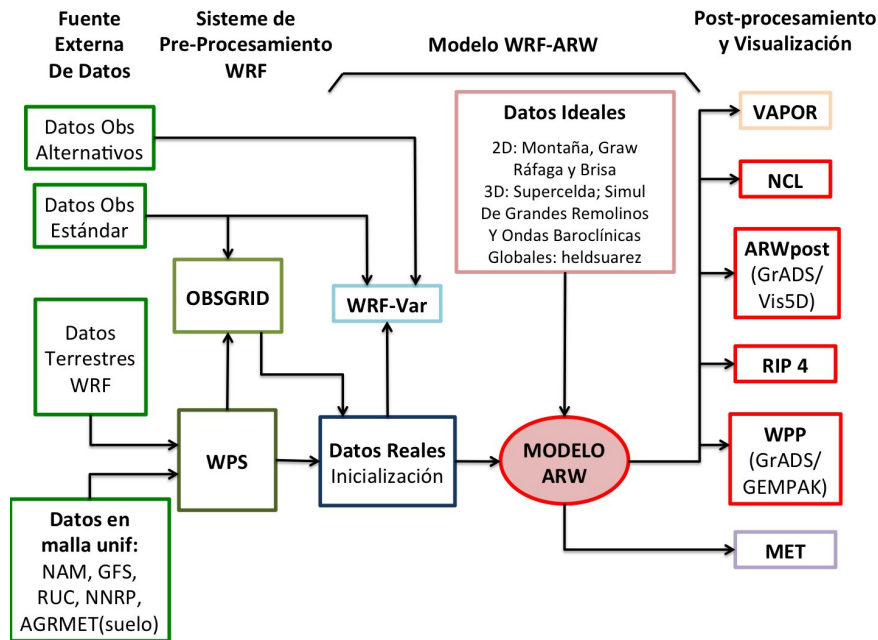 Fuente
Externa
De Datos
Sisteme de
Pre-Procesamiento
WRF
Modelo WRF-ARW
Post-procesamiento
y Visualización
Datos Obs
Alternativos
Datos Obs
Estándar
Datos
Terrestres
WRF
Datos en
malla unif:
NAM, GFS,
RUC, NNRP,
AGRMET(suelo)
OBSGRID
WPS
WRF-Var
Datos Reales
Inicialización
Datos Ideales
2D: Montaña, Graw
Ráfaga y Brisa
3D: Supercelda; Simul
De Grandes Remolinos
Y Ondas Baroclínicas
Globales: heldsuarez
MODELO
ARW
VAPOR
NCL
ARWpost
(GrADS/
Vis5D)
RIP 4
WPP
(GrADS/
GEMPAK)
MET